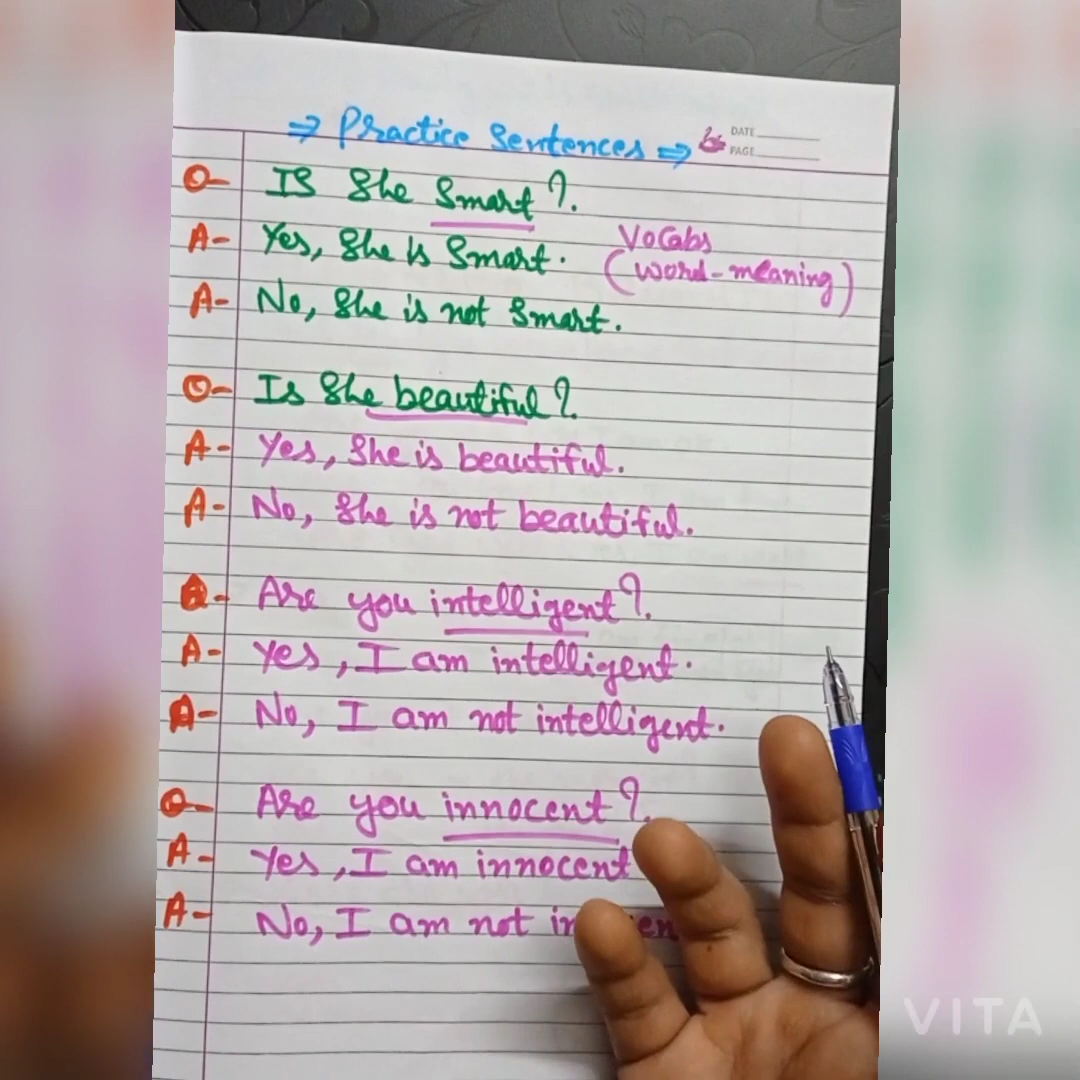 ⇒ Practice Sentences ⇒
DATE
PAGE
Q- Is She Smart?.
A- Yes, She is Smart.
Vocabs
(word-meaning)
A- No, She is not Smart.
Q- Is She beautiful?.
A- Yes, She is beautiful.
A- No, She is not beautiful.
Q- Are you intelligent?.
A- Yes, I am intelligent.
A- No, I am not intelligent.
Q- Are you innocent?.
A- Yes, I am innocent
A- No, I am not
VITA